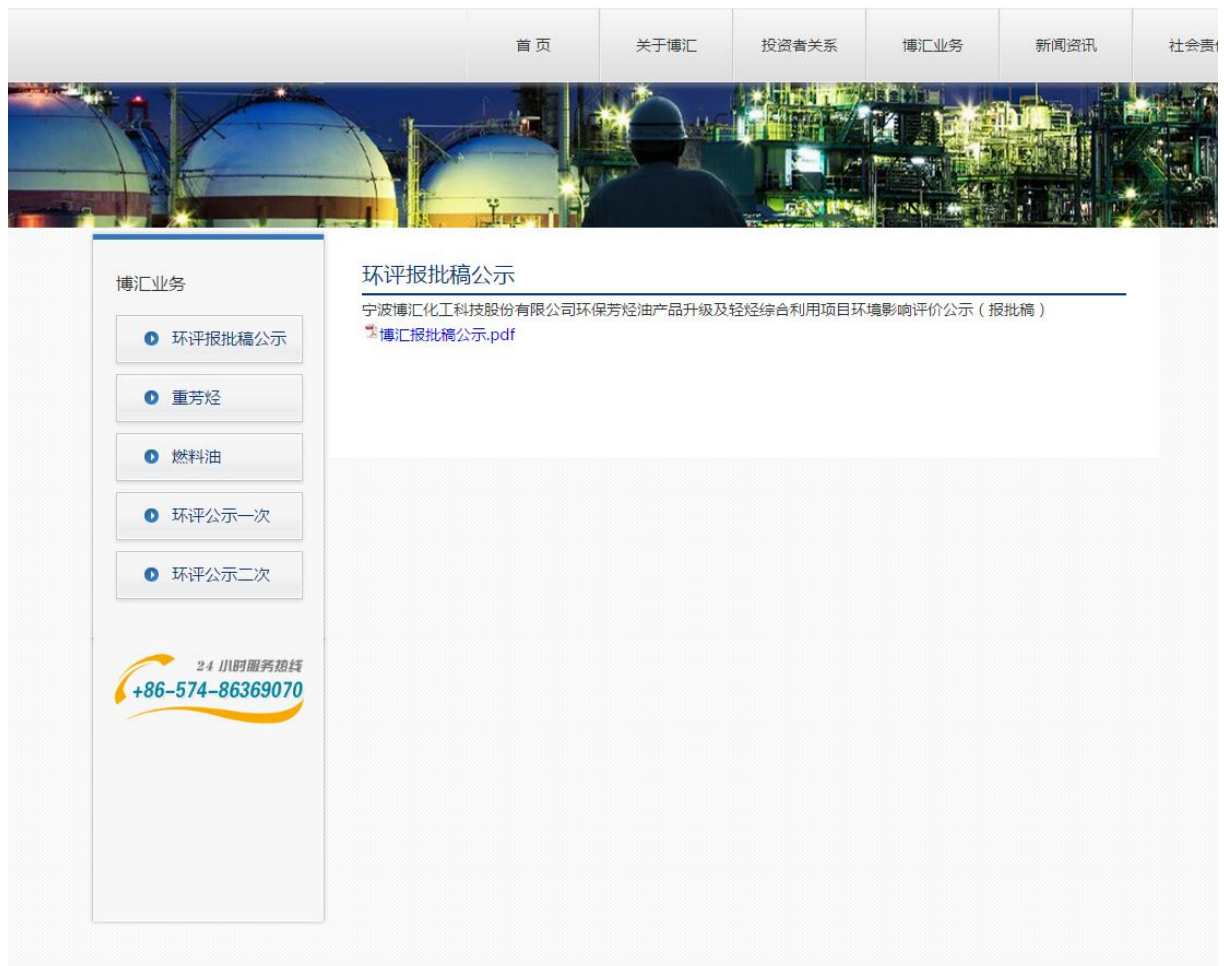 首 页 关于博汇 投资者关系 博汇业务 新闻资讯 社会责
博汇业务
环评报批稿公示
重芳烃
燃料油
环评公示一次
环评公示二次
24 小时服务热线
+86-574-86369070
环评报批稿公示
宁波博汇化工科技股份有限公司环保芳烃油产品升级及轻烃综合利用项目环境影响评价公示（报批稿）
博汇报批稿公示.pdf